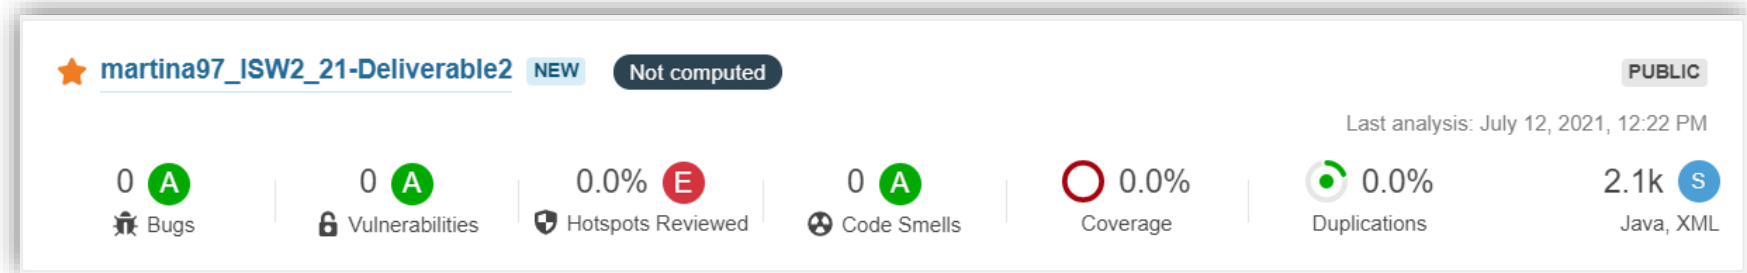 martina97_ISW2_21-Deliverable2 NEW Not computed PUBLIC
Last analysis: July 12, 2021, 12:22 PM
0 A 0 A 0.0% E 0 A 0.0% 0.0% 2.1k S
Bugs Vulnerabilities Hotspots Reviewed Code Smells Coverage Duplications Java, XML